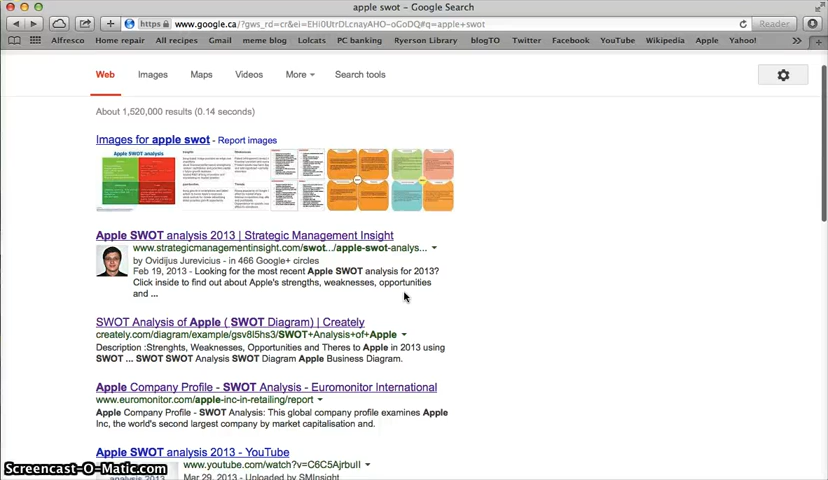 apple swot - Google Search
https www.google.ca/?gws_rd=cr&ei=EHi0UtrDLcnayAHO-oGoDQ#q=apple+swot
Reader
Alfresco Home repair All recipes Gmail meme blog Lolcats PC banking Ryerson Library blogTO Twitter Facebook YouTube Wikipedia Apple Yahoo!
Web Images Maps Videos More Search tools
About 1,520,000 results (0.14 seconds)
Images for apple swot - Report images
Apple SWOT analysis
Apple SWOT analysis 2013 | Strategic Management Insight
www.strategicmanagementinsight.com/swot.../apple-swot-analys...
by Ovidijus Jurevicius - in 466 Google+ circles
Feb 19, 2013 - Looking for the most recent Apple SWOT analysis for 2013?
Click inside to find out about Apple's strengths, weaknesses, opportunities
and ...
SWOT Analysis of Apple ( SWOT Diagram) | Creately
creately.com/diagram/example/gsv8l5hs3/SWOT+Analysis+of+Apple
Description :Strenghts, Weaknesses, Opportunities and Theres to Apple in 2013 using
SWOT ... SWOT SWOT Analysis SWOT Diagram Apple Business Diagram.
Apple Company Profile - SWOT Analysis - Euromonitor International
www.euromonitor.com/apple-inc-in-retailing/report
Apple Company Profile - SWOT Analysis: This global company profile examines Apple
Inc, the world's second largest company by market capitalisation and.
Apple SWOT analysis 2013 - YouTube
www.youtube.com/watch?v=C6C5AjrbuII
Mar 29, 2013 - Uploaded by SMInsight
analysis 2013
Screencast-O-Matic.com